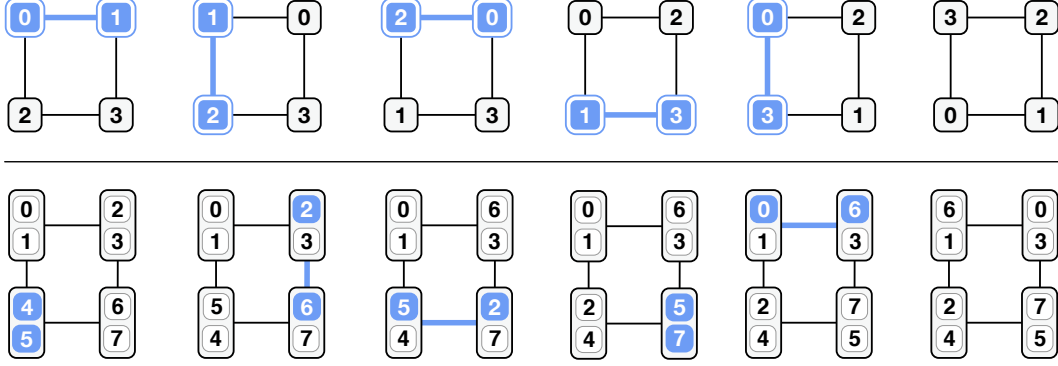 0 1 1 0 2 0 0 2 0 2 3 2
2 3 2 3 1 3 1 3 3 1 0 1
0 2 0 2 0 6 0 6 0 6 6 0
1 3 1 3 1 3 1 3 1 3 1 3
4 6 5 6 5 2 2 5 2 7 2 7
5 7 4 7 4 7 4 7 4 5 4 5